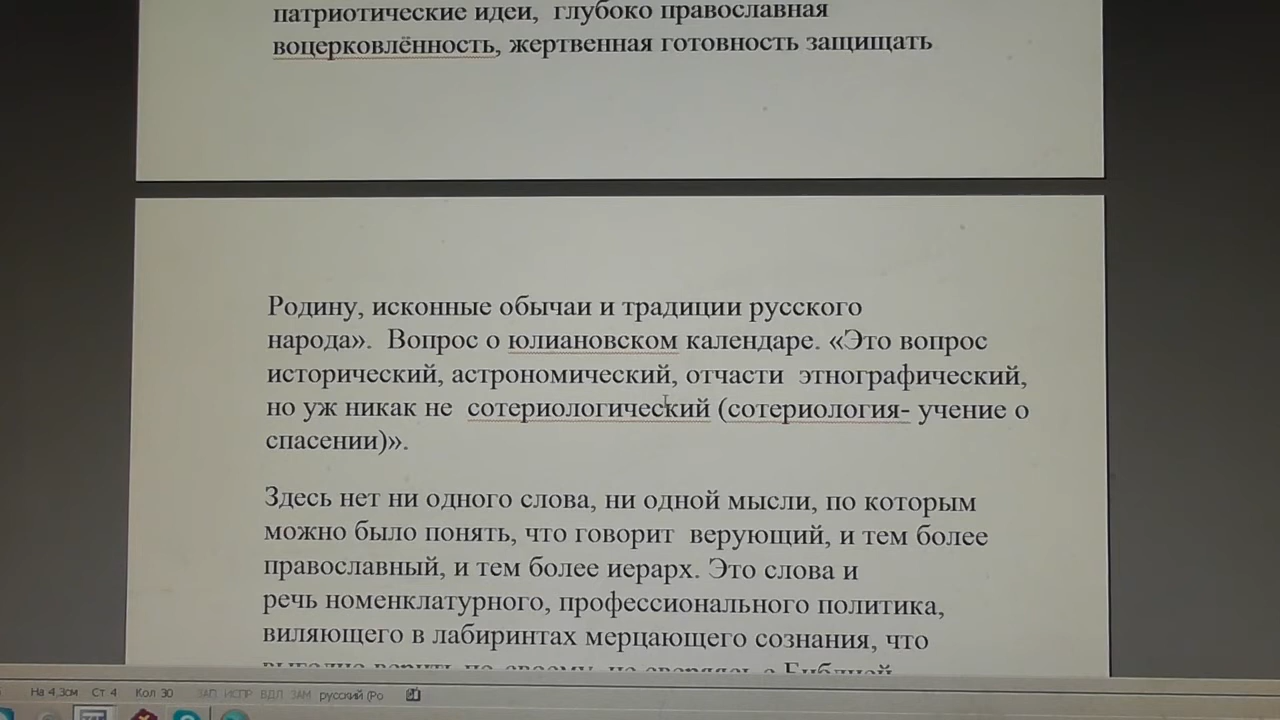 патриотические идеи, глубоко православная
воцерковлённость, жертвенная готовность защищать
Родину, исконные обычаи и традиции русского
народа». Вопрос о юлиановском календаре. «Это вопрос
исторический, астрономический, отчасти этнографический,
но уж никак не сотериологический (сотериология- учение о
спасении)».
Здесь нет ни одного слова, ни одной мысли, по которым
можно было понять, что говорит верующий, и тем более
православный, и тем более иерарх. Это слова и
речь номенклатурного, профессионального политика,
виляющего в лабиринтах мерцающего сознания, что
На 4,3см Ст 4 Кол 30 ЗАП ИСПР ВДЛ ЗАМ русский (Ро